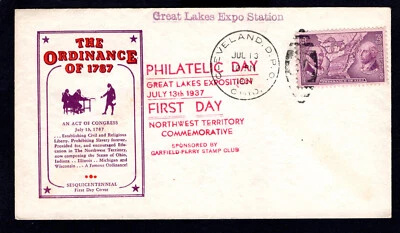 Great Lakes Expo Station
THE
ORDINANCE
OF 1787
AN ACT OF CONGRESS
July 13, 1787
... Establishing Civil and Religious
Liberty, Prohibiting Slavery forever,
Provided for, and encouraged Edu-
cation in The Northwest Territory,
now composing the States of Ohio,
Indiana ... Illinois ... Michigan and
Wisconsin ... A Famous Ordinance!
SESQUICENTENNIAL
First Day Cover
PHILATELIC DAY
GREAT LAKES EXPOSITION
JULY 13th 1937
FIRST DAY
NORTHWEST TERRITORY
COMMEMORATIVE
SPONSORED BY
GARFIELD-PERRY STAMP CLUB
CLEVELAND, D.P.O.
JUL 13
OHIO.